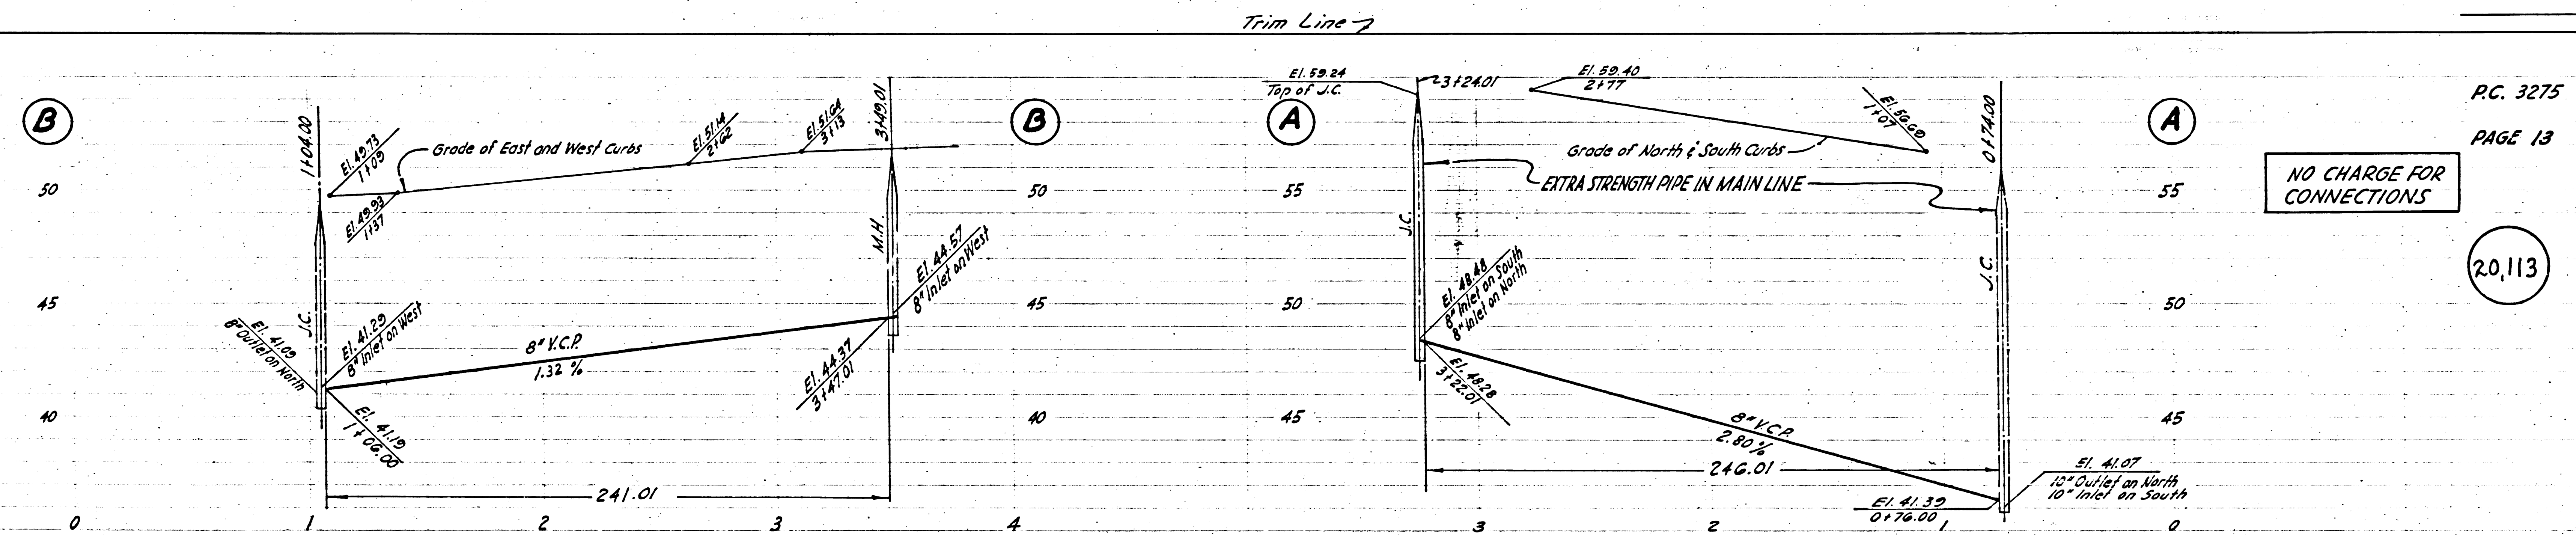 Trim Line
B
1+04.00
El. 49.73
1+09
Grade of East and West Curbs
El. 49.93
1+37
El. 51.14
2+62
El. 51.64
3+13
3+49.01
B
50
50
45
45
40
40
J.C.
M.H.
El. 41.09
8" Outlet on North
El. 41.29
8" Inlet on West
El. 41.19
1+06.00
8" V.C.P.
1.32 %
El. 44.37
3+47.01
El. 44.57
8" Inlet on West
241.01
0
1
2
3
4
A
El. 59.24
Top of J.C.
3+24.01
El. 59.40
2+77
El. 56.60
1+07
0+74.00
A
Grade of North & South Curbs
EXTRA STRENGTH PIPE IN MAIN LINE
55
55
50
50
45
45
J.C.
J.C.
El. 48.48
8" Inlet on South
8" Inlet on North
El. 48.28
3+22.01
8" V.C.P.
2.80 %
246.01
El. 41.39
0+76.00
El. 41.07
10" Outlet on North
10" Inlet on South
3
2
1
0
P.C. 3275
PAGE 13
NO CHARGE FOR
CONNECTIONS
20,113